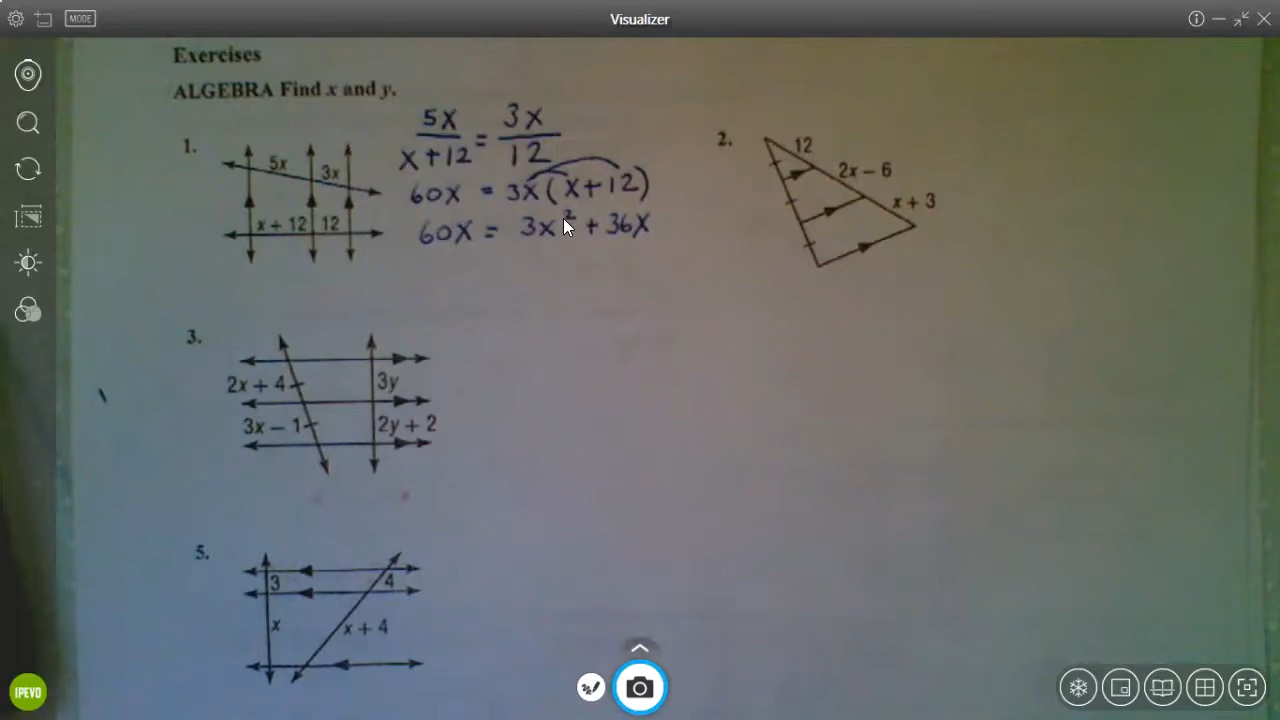 MODE
Visualizer
Exercises
ALGEBRA Find x and y.
1.
5x
3x
x + 12
12
5X/X+12 = 3X/12
60X = 3X(X+12)
60X = 3X² + 36X
2.
12
2x − 6
x + 3
3.
2x + 4
3y
3x − 1
2y + 2
5.
3
4
x
x + 4
IPEVO